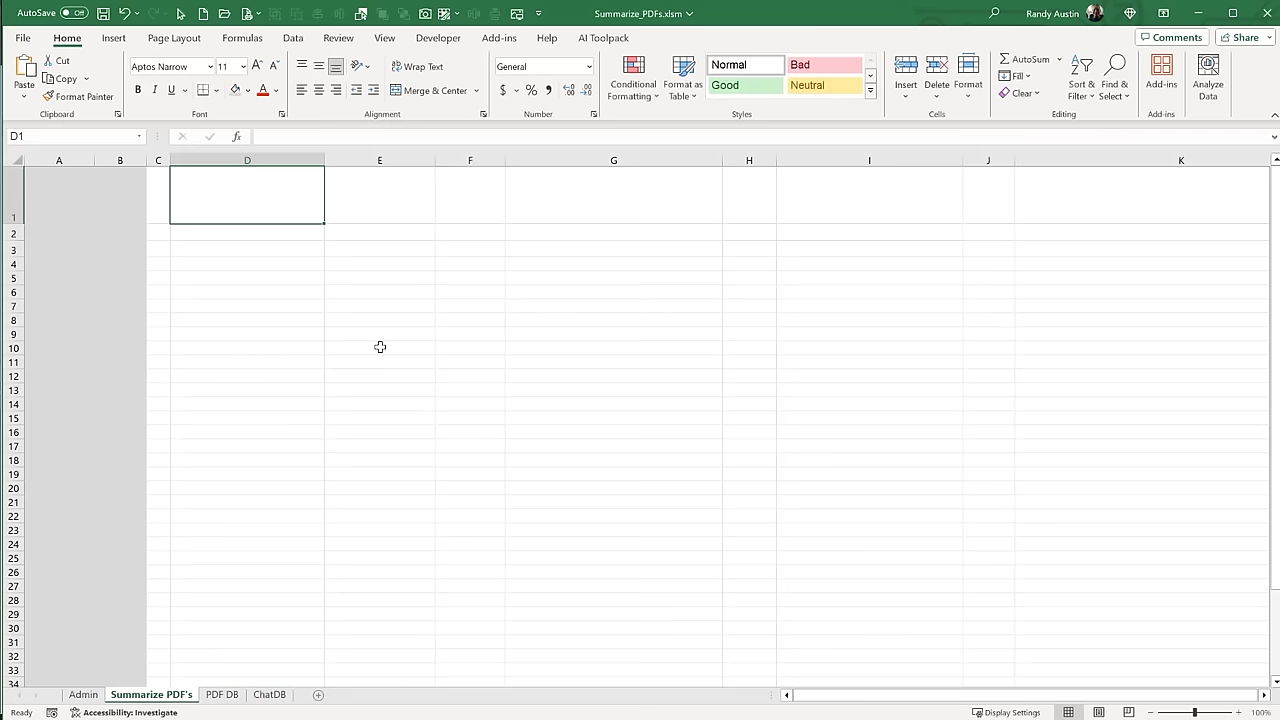 AutoSave Off Summarize_PDFs.xlsm Randy Austin
File Home Insert Page Layout Formulas Data Review View Developer Add-ins Help AI Toolpack Comments Share
Paste Cut Copy Format Painter Clipboard
Aptos Narrow 11 B I U A Font
Wrap Text Merge & Center Alignment
General $ % Number
Conditional Formatting Format as Table Normal Bad Good Neutral Styles
Insert Delete Format Cells
AutoSum Fill Clear Sort & Filter Find & Select Editing
Add-ins Add-ins
Analyze Data
D1 fx
A B C D E F G H I J K
1
2
3
4
5
6
7
8
9
10
11
12
13
14
15
16
17
18
19
20
21
22
23
24
25
26
27
28
29
30
31
32
33
34
Admin Summarize PDF's PDF DB ChatDB
Ready Accessibility: Investigate Display Settings 100%